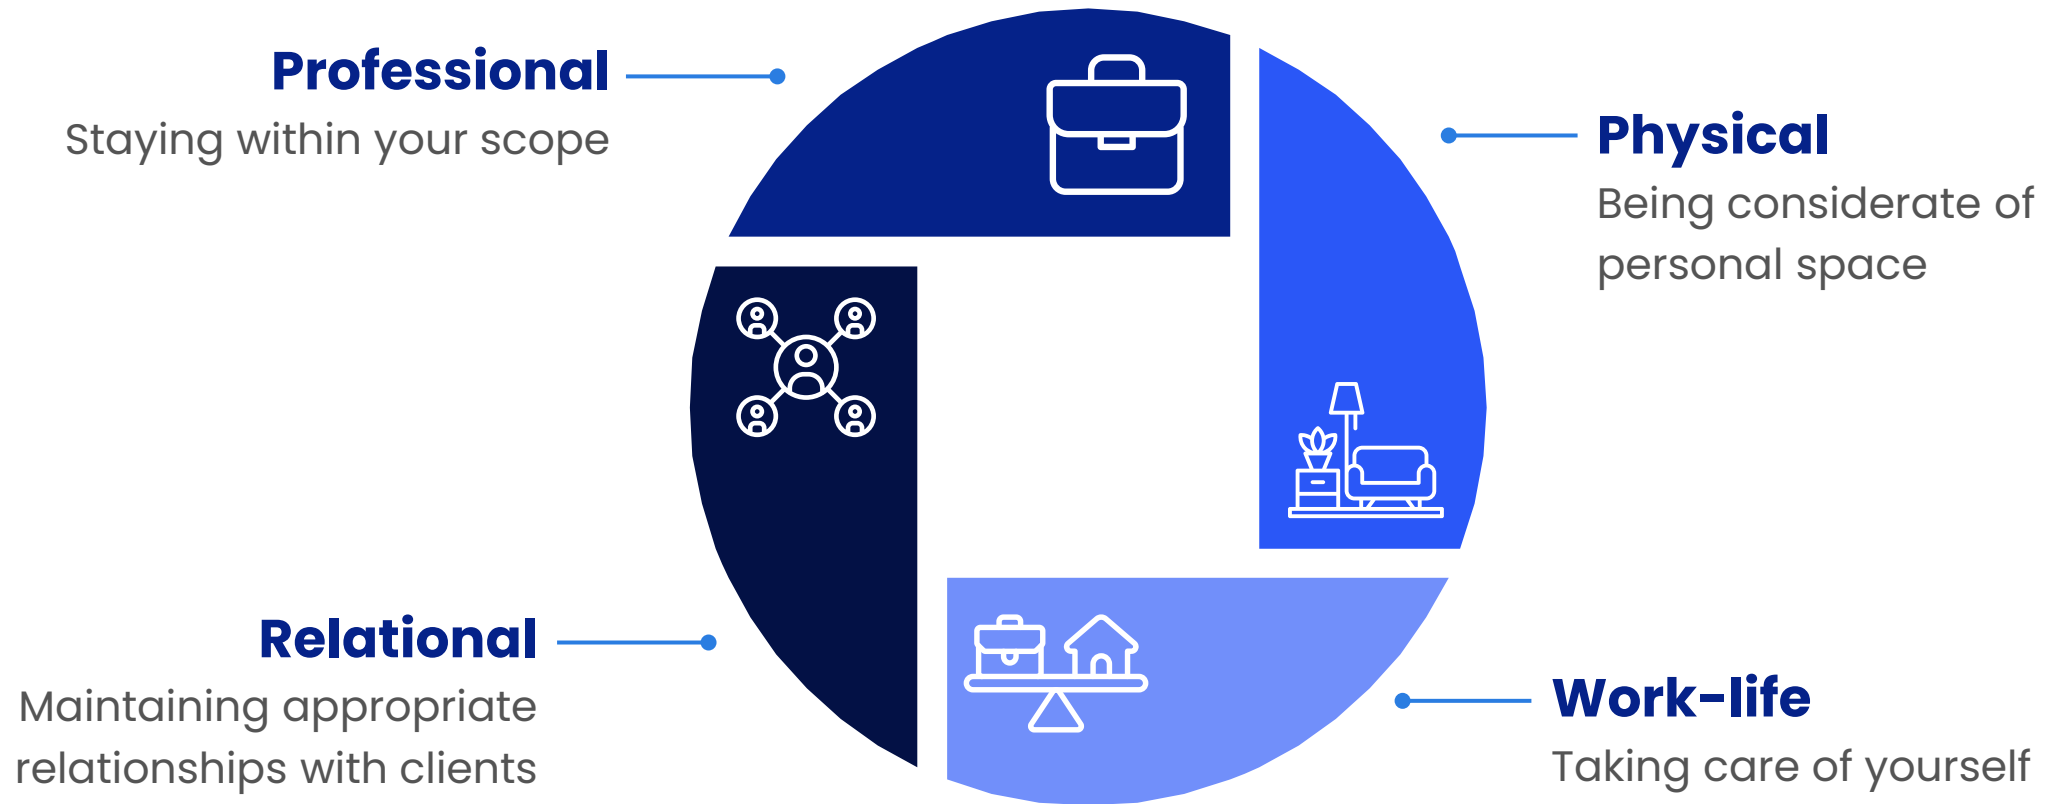 Professional
Staying within your scope
Physical
Being considerate of
personal space
Relational
Maintaining appropriate
relationships with clients
Work-life
Taking care of yourself